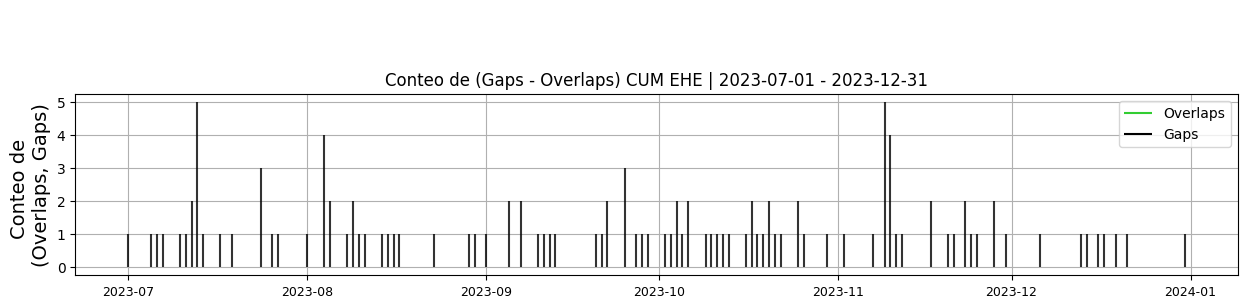 Conteo de (Gaps - Overlaps) CUM EHE | 2023-07-01 - 2023-12-31
Conteo de
(Overlaps, Gaps)
5
4
3
2
1
0
Overlaps
Gaps
2023-07
2023-08
2023-09
2023-10
2023-11
2023-12
2024-01